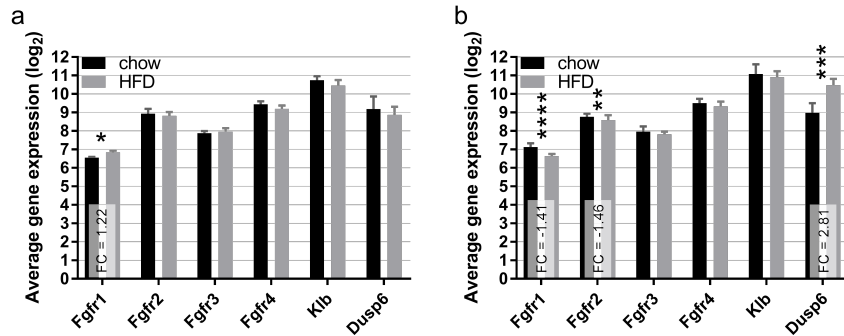 a
Average gene expression (log2)
12
11
10
9
8
7
6
5
4
3
2
1
0
chow
HFD
*
FC = 1.22
Fgfr1
Fgfr2
Fgfr3
Fgfr4
Klb
Dusp6
b
Average gene expression (log2)
12
11
10
9
8
7
6
5
4
3
2
1
0
chow
HFD
****
**
***
FC = -1.41
FC = -1.46
FC = 2.81
Fgfr1
Fgfr2
Fgfr3
Fgfr4
Klb
Dusp6